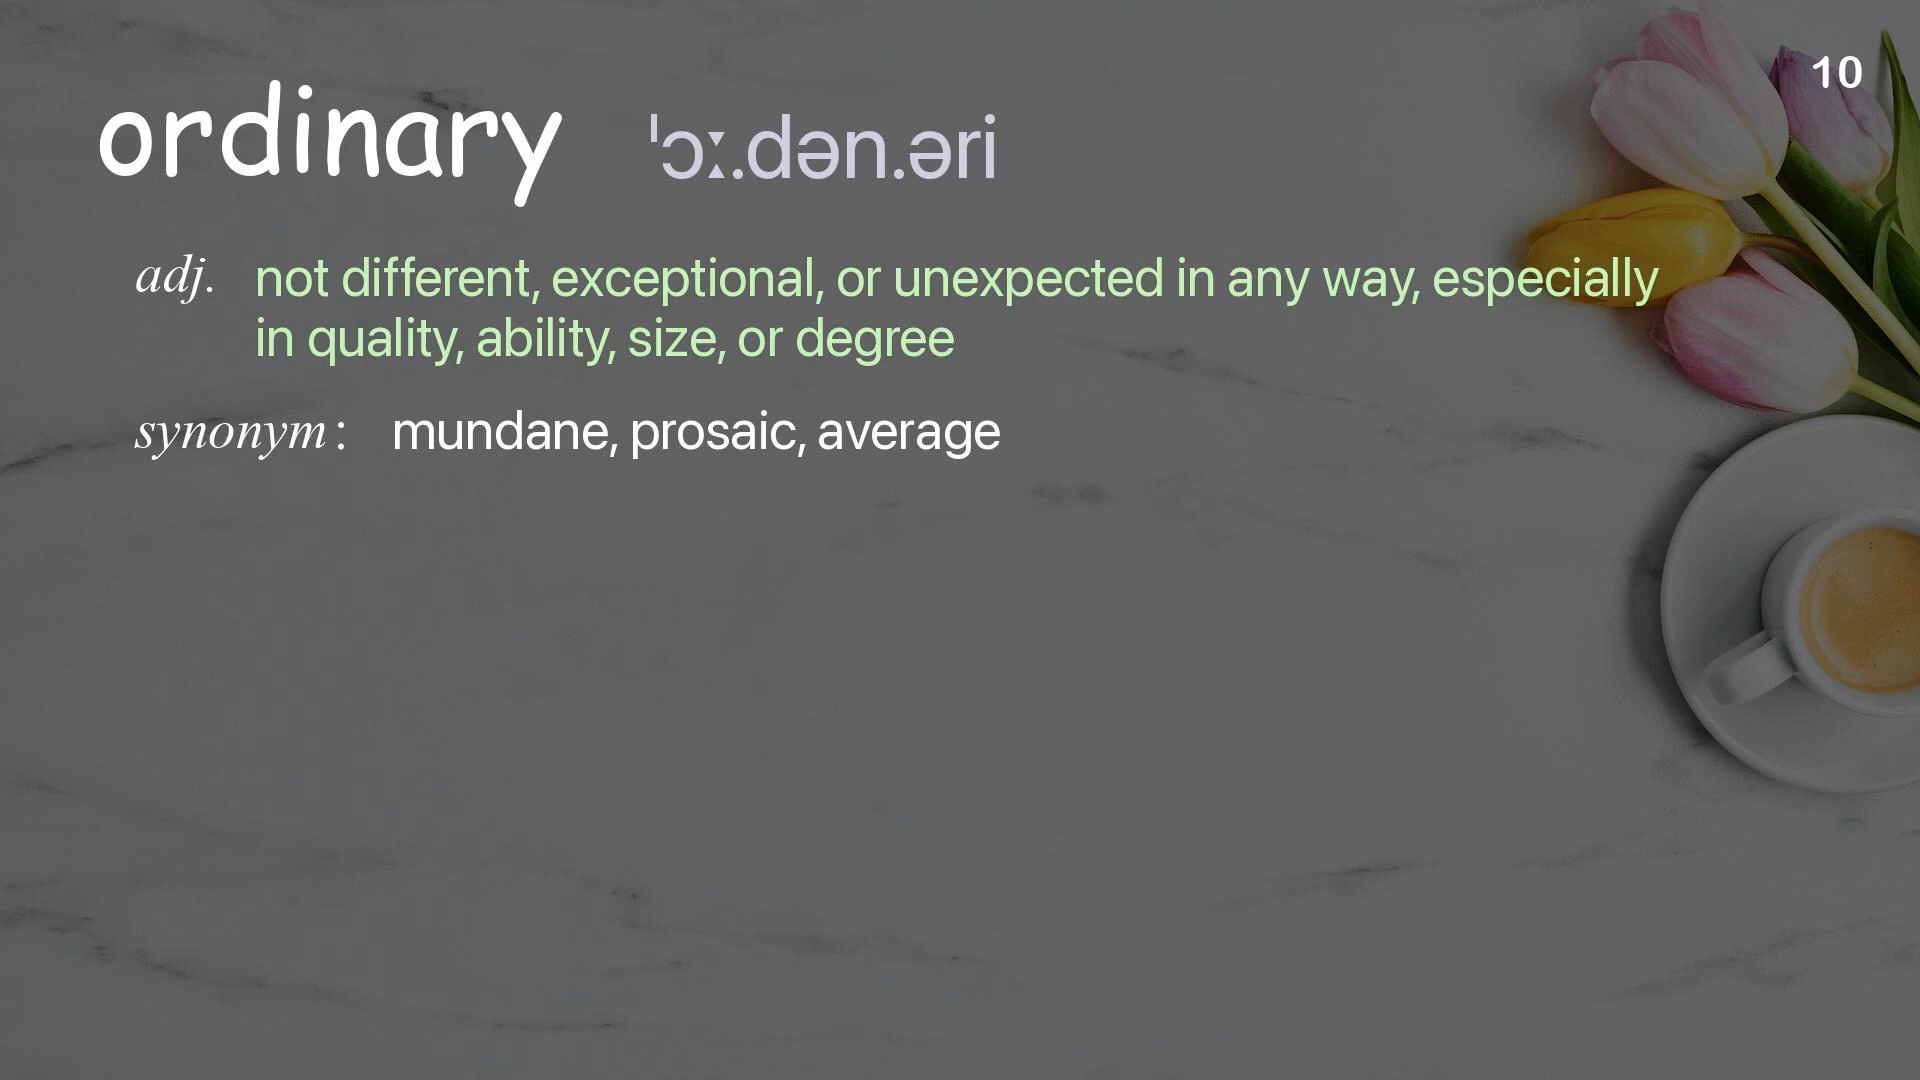 10
ordinary ˈɔː.dən.əri
adj. not different, exceptional, or unexpected in any way, especially
in quality, ability, size, or degree
synonym : mundane, prosaic, average